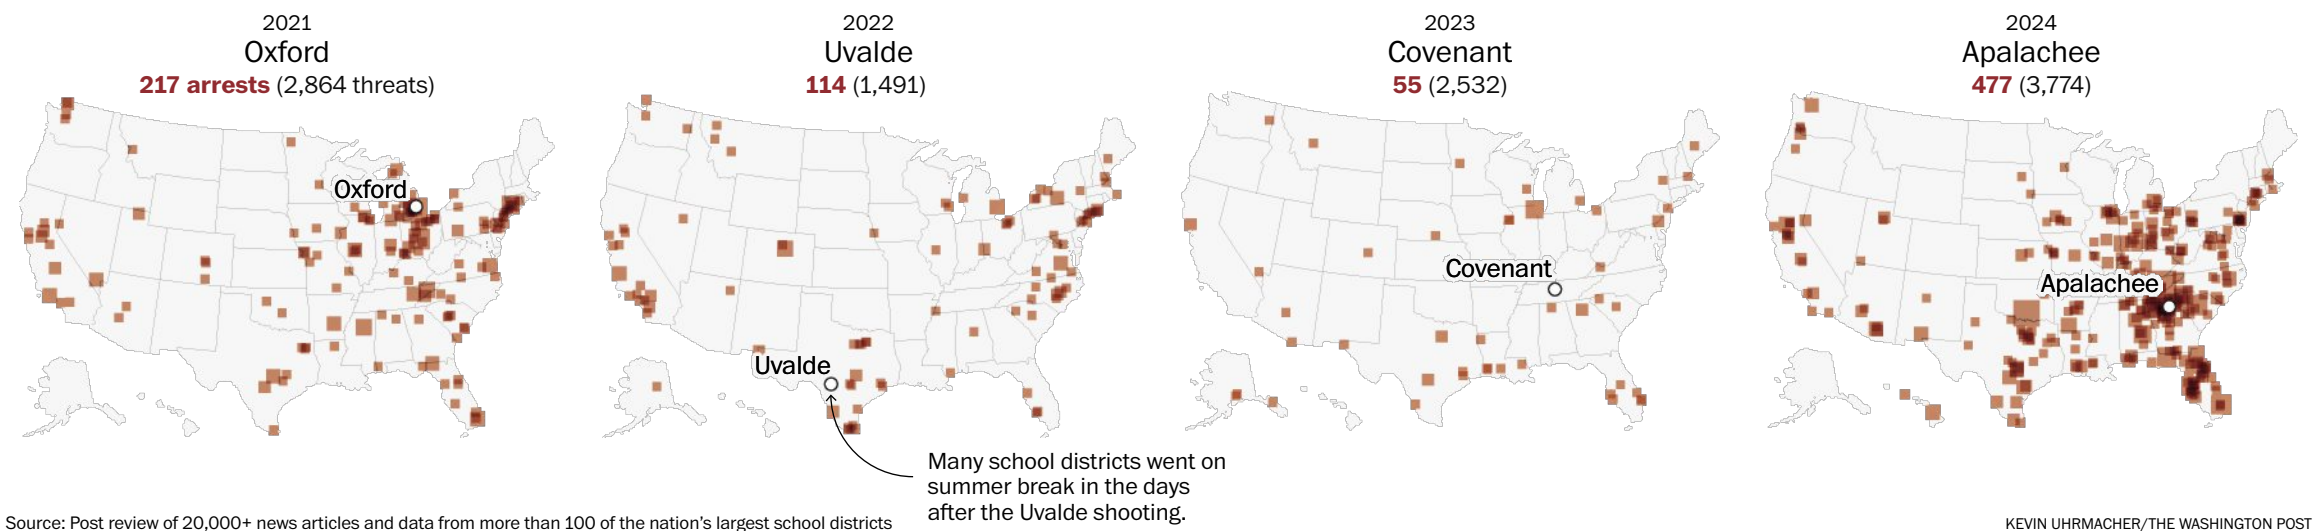 2021
Oxford
217 arrests (2,864 threats)
2022
Uvalde
114 (1,491)
2023
Covenant
55 (2,532)
2024
Apalachee
477 (3,774)
Oxford
Uvalde
Covenant
Apalachee
Many school districts went on
summer break in the days
after the Uvalde shooting.
Source: Post review of 20,000+ news articles and data from more than 100 of the nation's largest school districts
KEVIN UHRMACHER/THE WASHINGTON POST